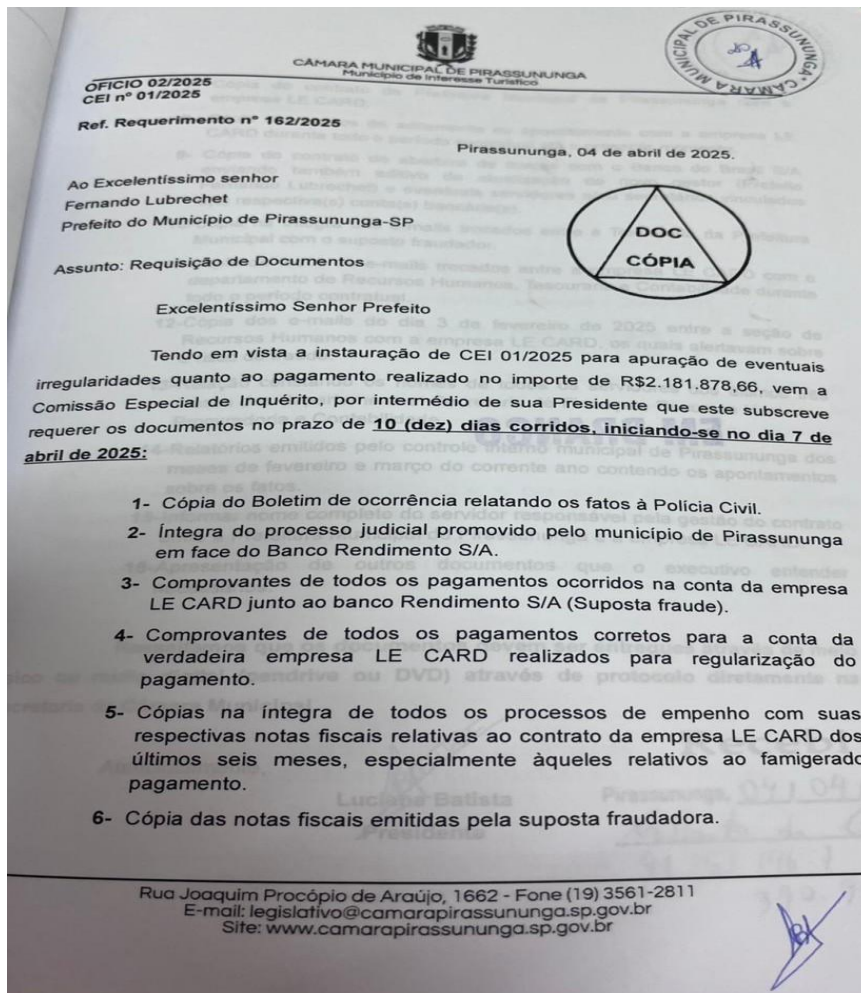 CÂMARA MUNICIPAL DE PIRASSUNUNGA
Município de Interesse Turístico
CÂMARA MUNICIPAL DE PIRASSUNUNGA
OFICIO 02/2025
CEI nº 01/2025
Ref. Requerimento nº 162/2025
Pirassununga, 04 de abril de 2025.
Ao Excelentíssimo senhor
Fernando Lubrechet
Prefeito do Município de Pirassununga-SP
DOC
CÓPIA
Assunto: Requisição de Documentos
Excelentíssimo Senhor Prefeito
Tendo em vista a instauração de CEI 01/2025 para apuração de eventuais
irregularidades quanto ao pagamento realizado no importe de R$2.181.878,66, vem a
Comissão Especial de Inquérito, por intermédio de sua Presidente que este subscreve
requerer os documentos no prazo de 10 (dez) dias corridos, iniciando-se no dia 7 de
abril de 2025:
1- Cópia do Boletim de ocorrência relatando os fatos à Polícia Civil.
2- Íntegra do processo judicial promovido pelo município de Pirassununga
em face do Banco Rendimento S/A.
3- Comprovantes de todos os pagamentos ocorridos na conta da empresa
LE CARD junto ao banco Rendimento S/A (Suposta fraude).
4- Comprovantes de todos os pagamentos corretos para a conta da
verdadeira empresa LE CARD realizados para regularização do
pagamento.
5- Cópias na íntegra de todos os processos de empenho com suas
respectivas notas fiscais relativas ao contrato da empresa LE CARD dos
últimos seis meses, especialmente àqueles relativos ao famigerado
pagamento.
6- Cópia das notas fiscais emitidas pela suposta fraudadora.
Rua Joaquim Procópio de Araújo, 1662 - Fone (19) 3561-2811
E-mail: legislativo@camarapirassununga.sp.gov.br
Site: www.camarapirassununga.sp.gov.br